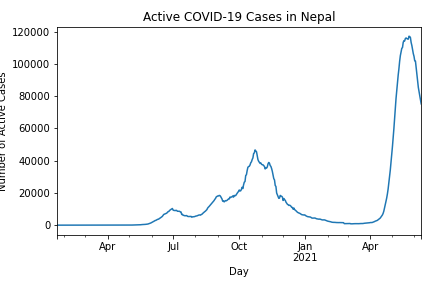 Active COVID-19 Cases in Nepal
Number of Active Cases
120000
100000
80000
60000
40000
20000
0
Apr
Jul
Oct
Jan
2021
Apr
Day